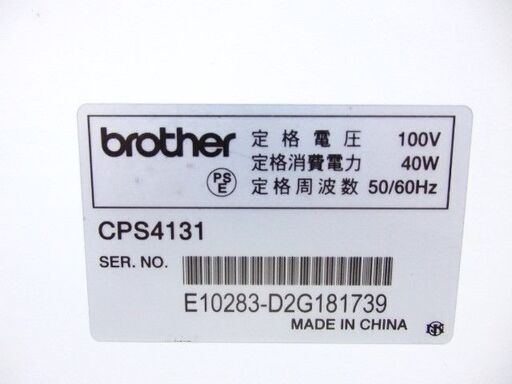 brother 定格電圧 100V
定格消費電力 40W
PS E 定格周波数 50/60Hz
CPS4131
SER. NO.
E10283-D2G181739
MADE IN CHINA